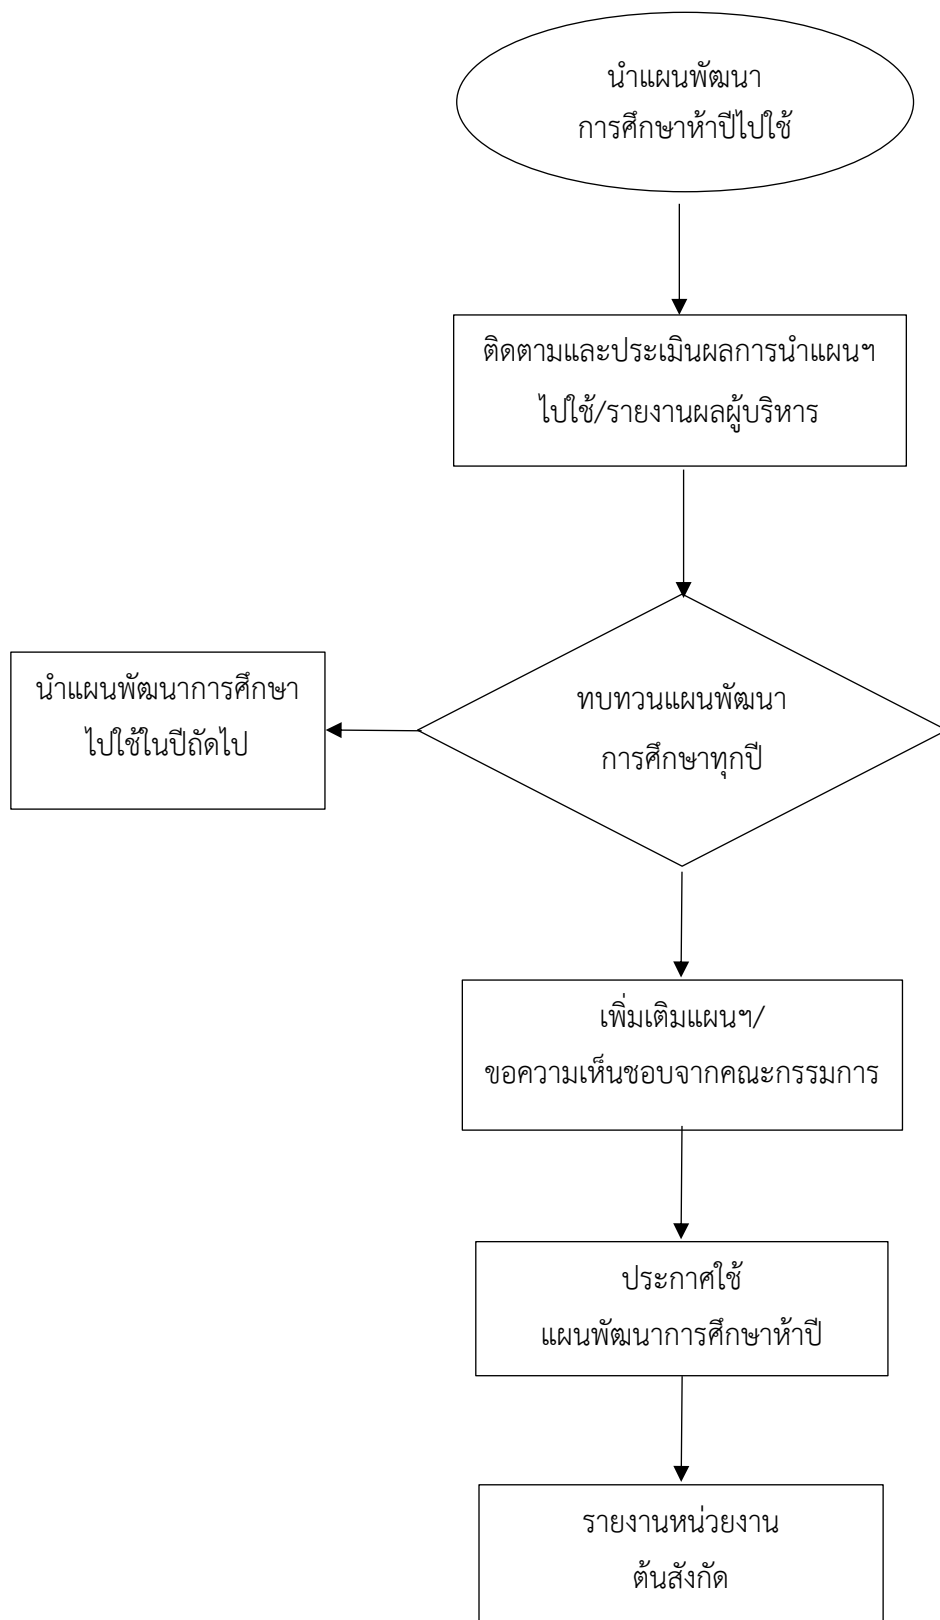 นำแผนพัฒนา
การศึกษาห้าปีไปใช้
ติดตามและประเมินผลการนำแผนฯ
ไปใช้/รายงานผลผู้บริหาร
ทบทวนแผนพัฒนา
การศึกษาทุกปี
นำแผนพัฒนาการศึกษา
ไปใช้ในปีถัดไป
เพิ่มเติมแผนฯ/
ขอความเห็นชอบจากคณะกรรมการ
ประกาศใช้
แผนพัฒนาการศึกษาห้าปี
รายงานหน่วยงาน
ต้นสังกัด